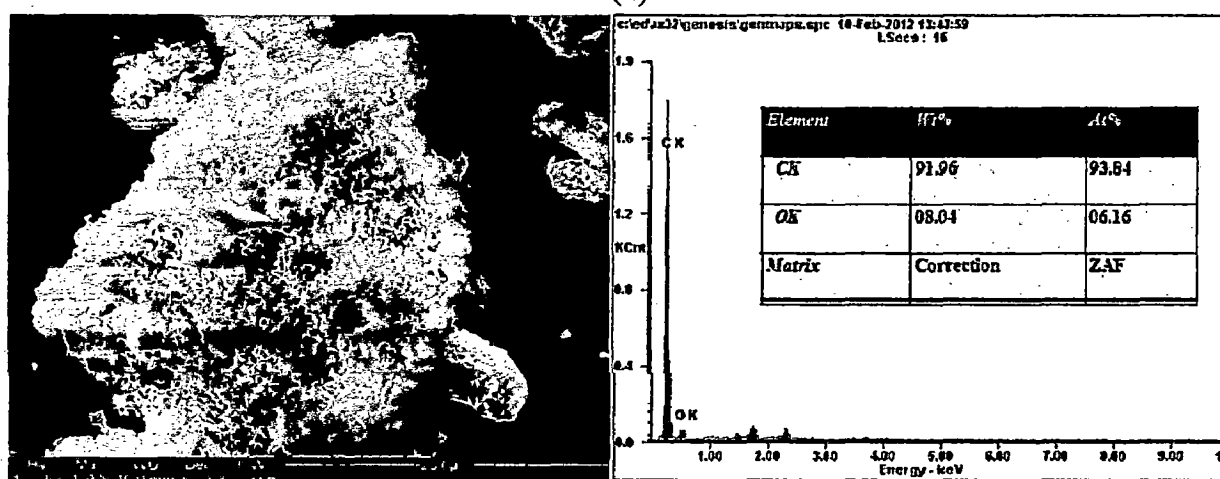 c:\edax32\genesis\genmaps.spc 10-Feb-2012 13:43:59
LSecs : 16
1.9
1.6
1.2
KCnt
0.8
0.4
0.0
C K
O K
1.00 2.00 3.00 4.00 5.00 6.00 7.00 8.00 9.00
Energy - keV
Element Wt% At%
CK 91.96 93.84
OK 08.04 06.16
Matrix Correction ZAF